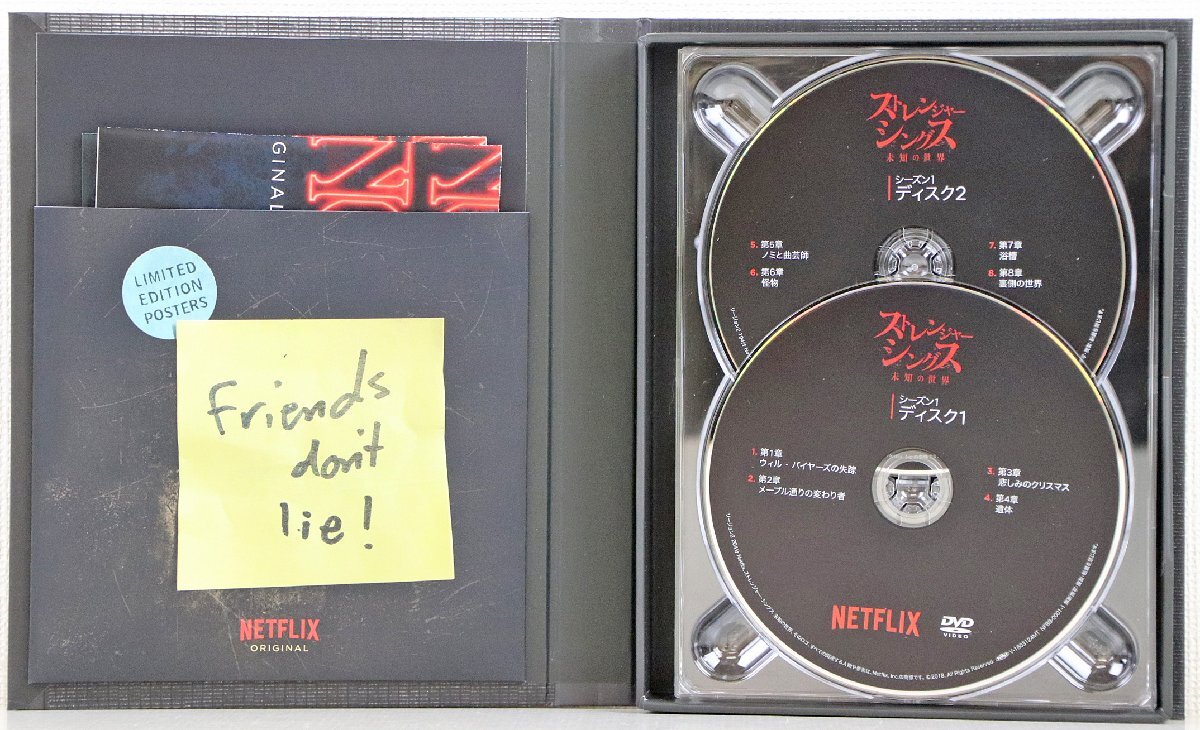 GINAL
LIMITED
EDITION
POSTERS
friends
don't
lie!
NETFLIX
ORIGINAL
ストレンジャー
シングス
未知の世界
シーズン1
ディスク2
5. 第5章
ノミと曲芸師
6. 第6章
怪物
7. 第7章
浴槽
8. 第8章
裏側の世界
ストレンジャー
シングス
未知の世界
シーズン1
ディスク1
1. 第1章
ウィル・バイヤーズの失踪
2. 第2章
メープル通りの変わり者
3. 第3章
悲しみのクリスマス
4. 第4章
遺体
NETFLIX
DVD
VIDEO